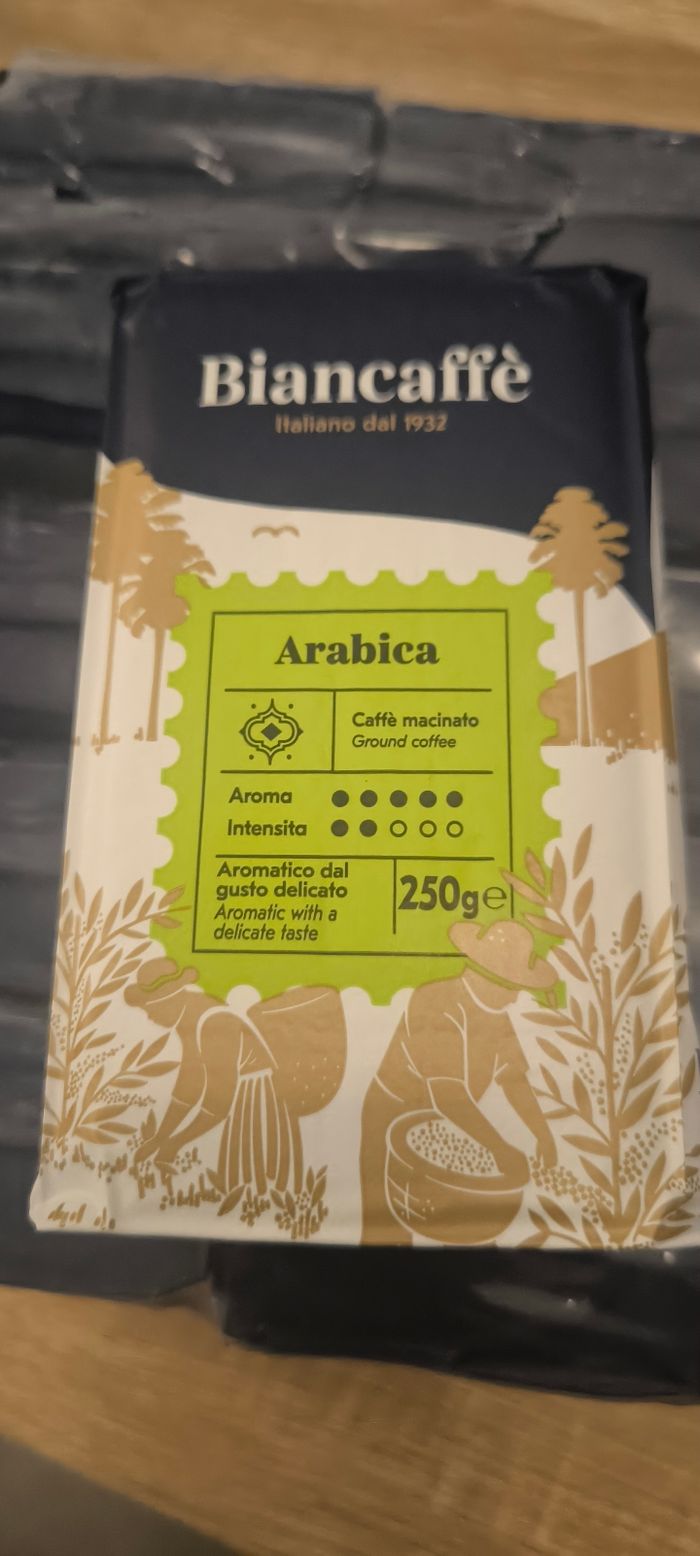 Biancaffè
Italiano dal 1932
Arabica
Caffè macinato
Ground coffee
Aroma
Intensita
Aromatico dal
gusto delicato
Aromatic with a
delicate taste
250g℮